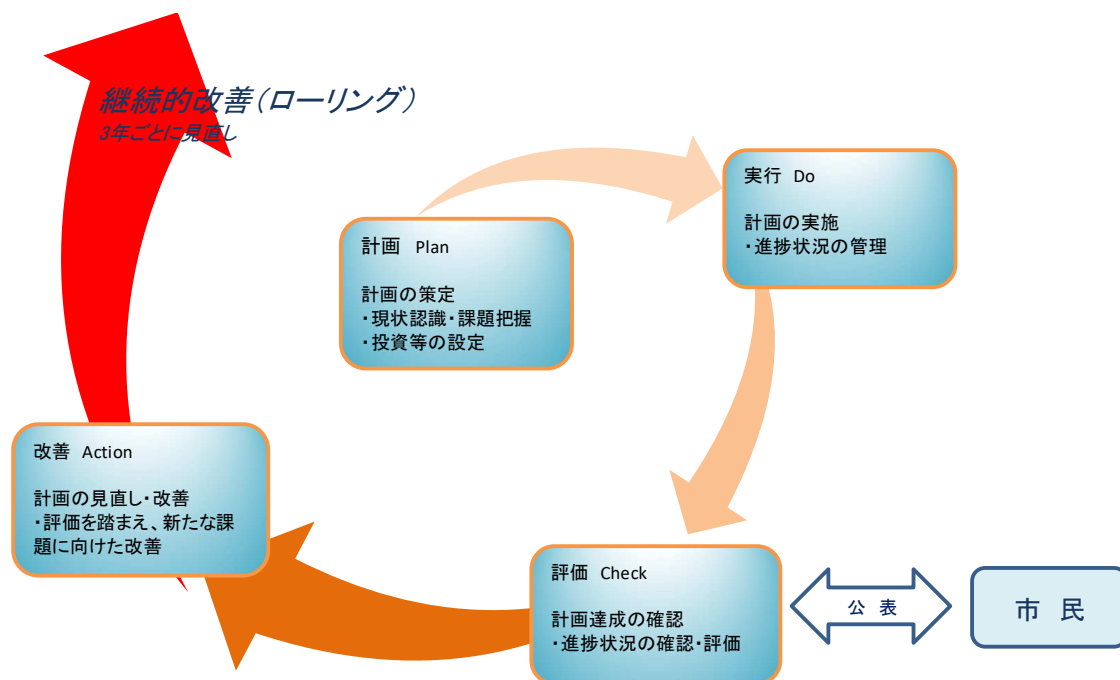 継続的改善(ローリング)
3年ごとに見直し
計画 Plan
計画の策定
・現状認識・課題把握
・投資等の設定
実行 Do
計画の実施
・進捗状況の管理
評価 Check
計画達成の確認
・進捗状況の確認・評価
公 表
市 民
改善 Action
計画の見直し・改善
・評価を踏まえ、新たな課
題に向けた改善